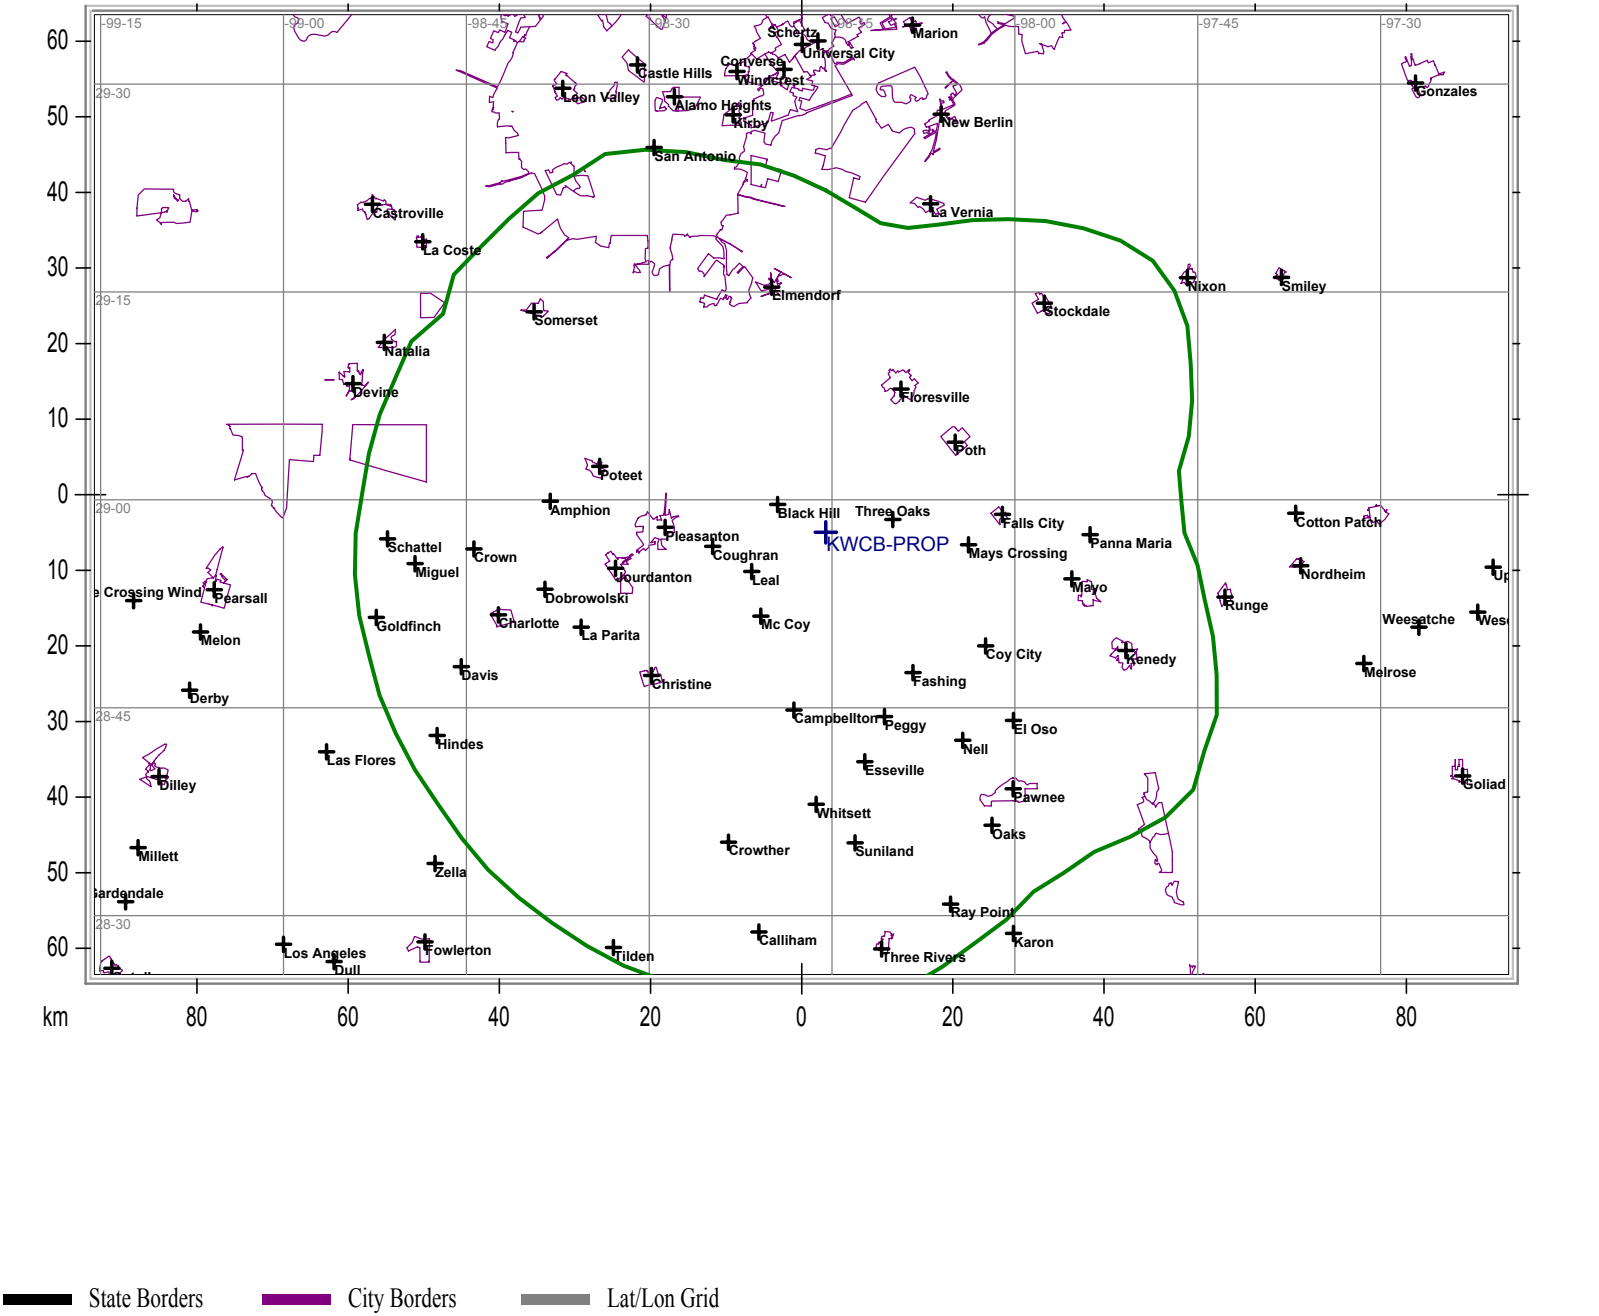 -99-15
-99-00
-98-45
-98-30
-98-15
-98-00
-97-45
-97-30
60
Schertz
Marion
Universal City
Converse
Castle Hills
Windcrest
29-30
Leon Valley
Alamo Heights
Gonzales
50
Kirby
New Berlin
San Antonio
40
Castroville
La Vernia
La Coste
30
Elmendorf
Nixon
Smiley
29-15
Somerset
Stockdale
20
Natalia
Devine
Floresville
10
Poth
Poteet
0
29-00
Amphion
Black Hill
Three Oaks
Falls City
Cotton Patch
Pleasanton
KWCB-PROP
Schattel
Crown
Coughran
Mays Crossing
Panna Maria
10
Miguel
Jourdanton
Leal
Mayo
Nordheim
Up
e Crossing Wind
Pearsall
Dobrowolski
Runge
Goldfinch
Charlotte
La Parita
Mc Coy
Weesatche
Wes
20
Melon
Coy City
Kenedy
Davis
Christine
Fashing
Melrose
Derby
28-45
30
Campbellton
Peggy
El Oso
Hindes
Nell
Las Flores
Esseville
Dilley
Goliad
40
Pawnee
Whitsett
Oaks
Millett
Crowther
Suniland
50
Zella
Gardendale
Ray Point
28-30
60
Los Angeles
Fowlerton
Tilden
Calliham
Three Rivers
Karon
Dull
km
80
60
40
20
0
20
40
60
80
State Borders
City Borders
Lat/Lon Grid